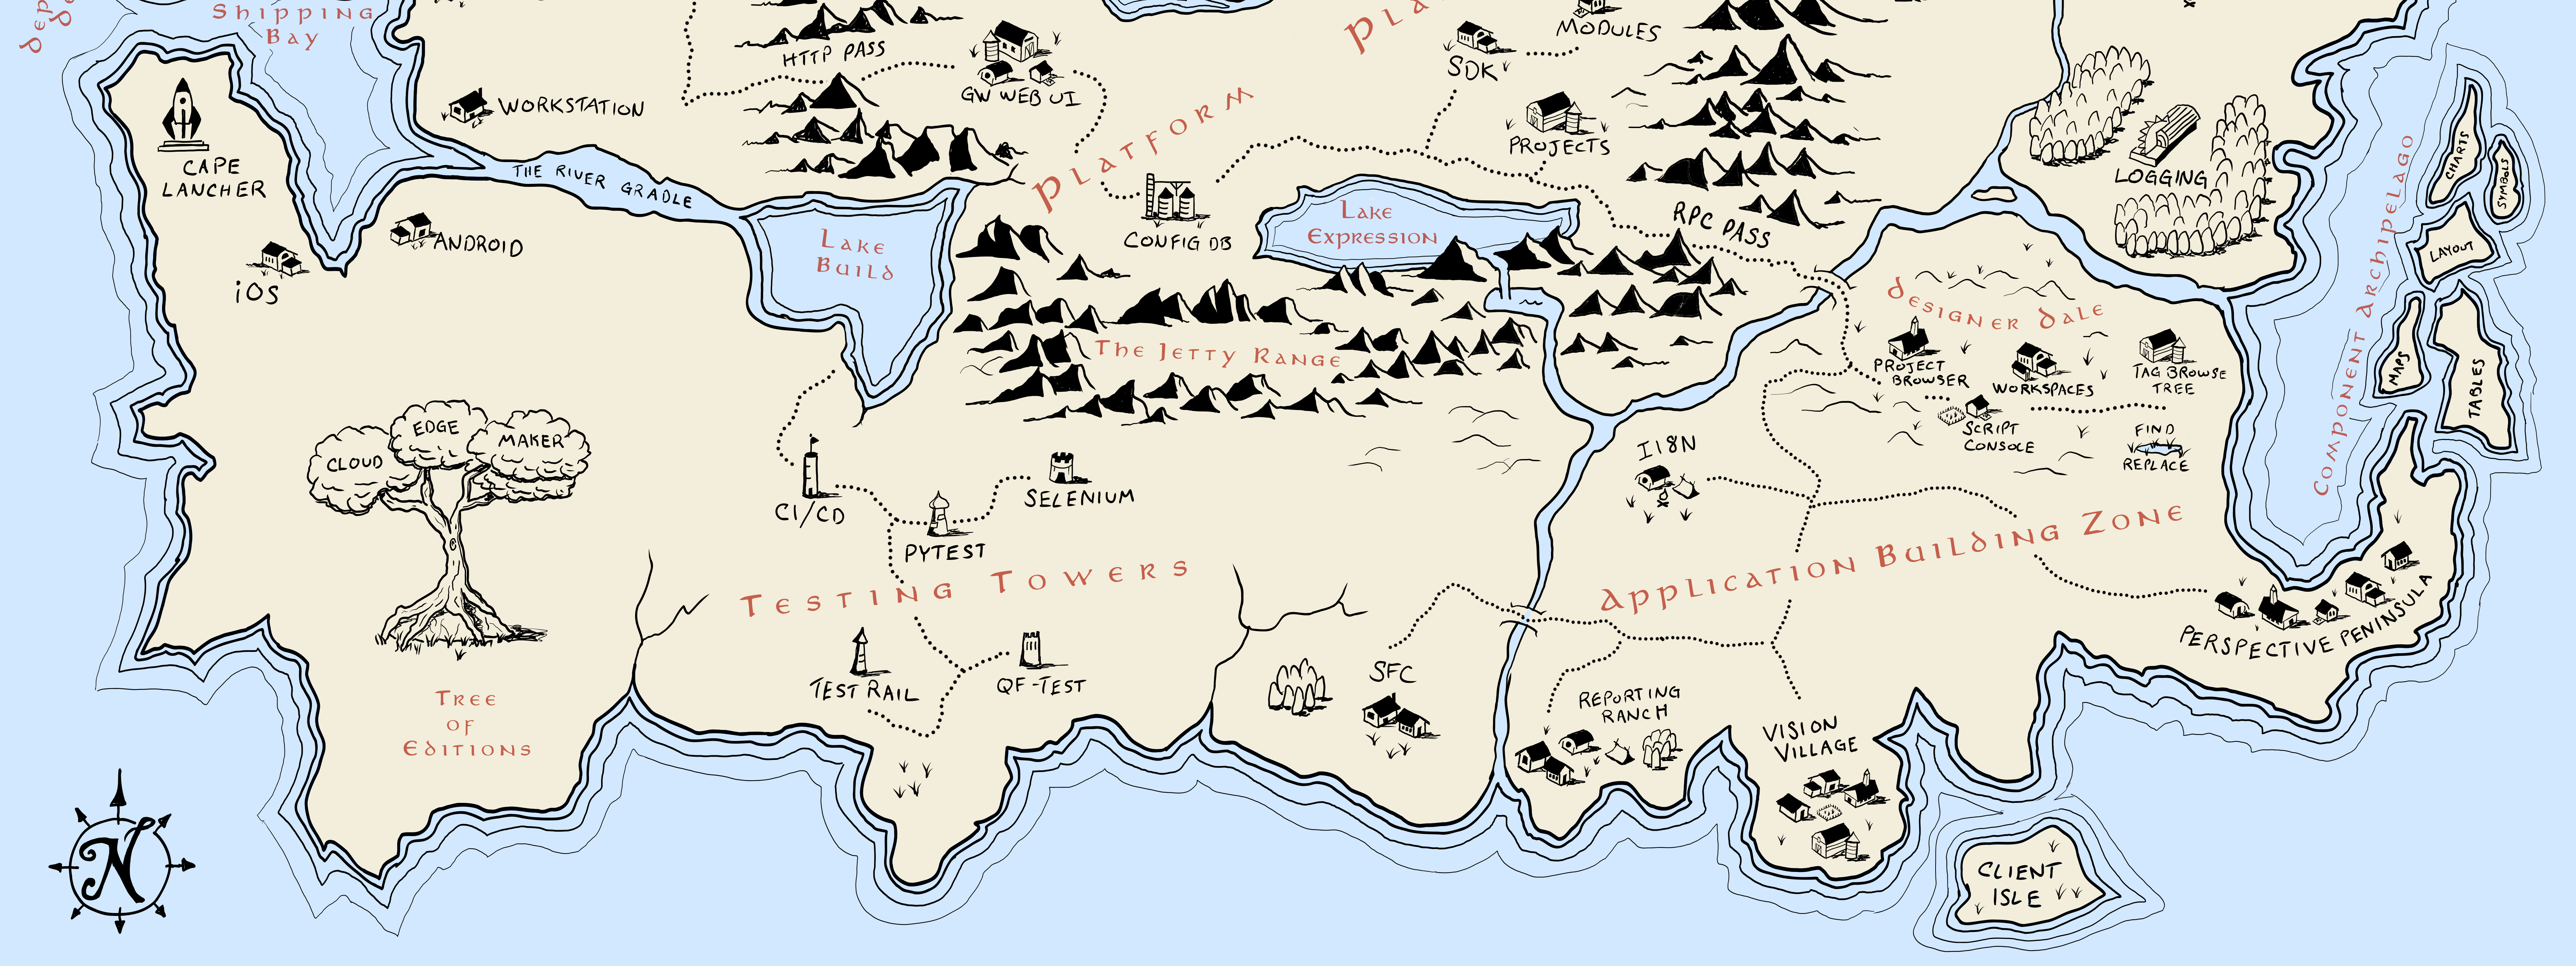 Shipping
Bay
HTTP PASS
GW WEB UI
WORKSTATION
CAPE
LANCHER
THE RIVER GRADLE
ANDROID
iOS
Lake
Build
PLATFORM
CONFIG DB
Lake
Expression
SDK
MODULES
PROJECTS
RPC PASS
LOGGING
COMPONENT ARCHIPELAGO
CHARTS
SYMBOLS
LAYOUT
MAPS
TABLES
The Jetty Range
DESIGNER DALE
PROJECT
BROWSER
WORKSPACES
TAG BROWSE
TREE
SCRIPT
CONSOLE
FIND
REPLACE
CLOUD
EDGE
MAKER
Tree
of
Editions
CI/CD
SELENIUM
PYTEST
TESTING TOWERS
TEST RAIL
QF-TEST
I18N
APPLICATION BUILDING ZONE
SFC
REPORTING
RANCH
VISION
VILLAGE
PERSPECTIVE PENINSULA
CLIENT
ISLE
N